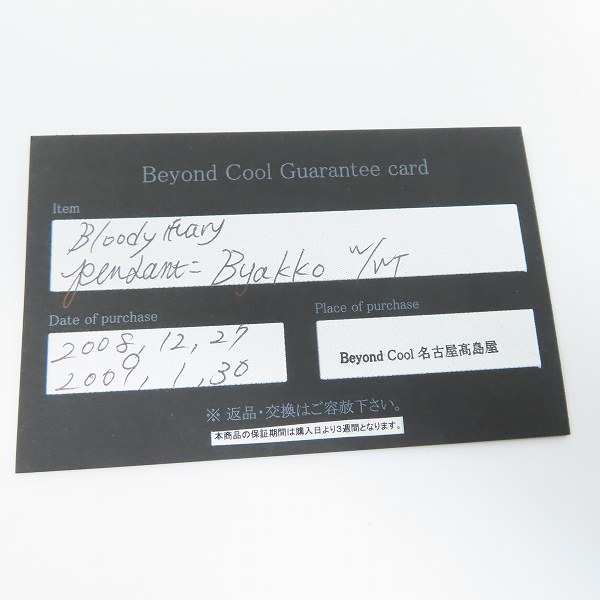 Beyond Cool Guarantee card
Item
Bloody Mary
pendant= Byakko w/WT
Date of purchase
2008, 12, 27
2009, 1, 30
Place of purchase
Beyond Cool 名古屋髙島屋
※ 返品・交換はご容赦下さい。
本商品の保証期間は購入日より3週間となります。